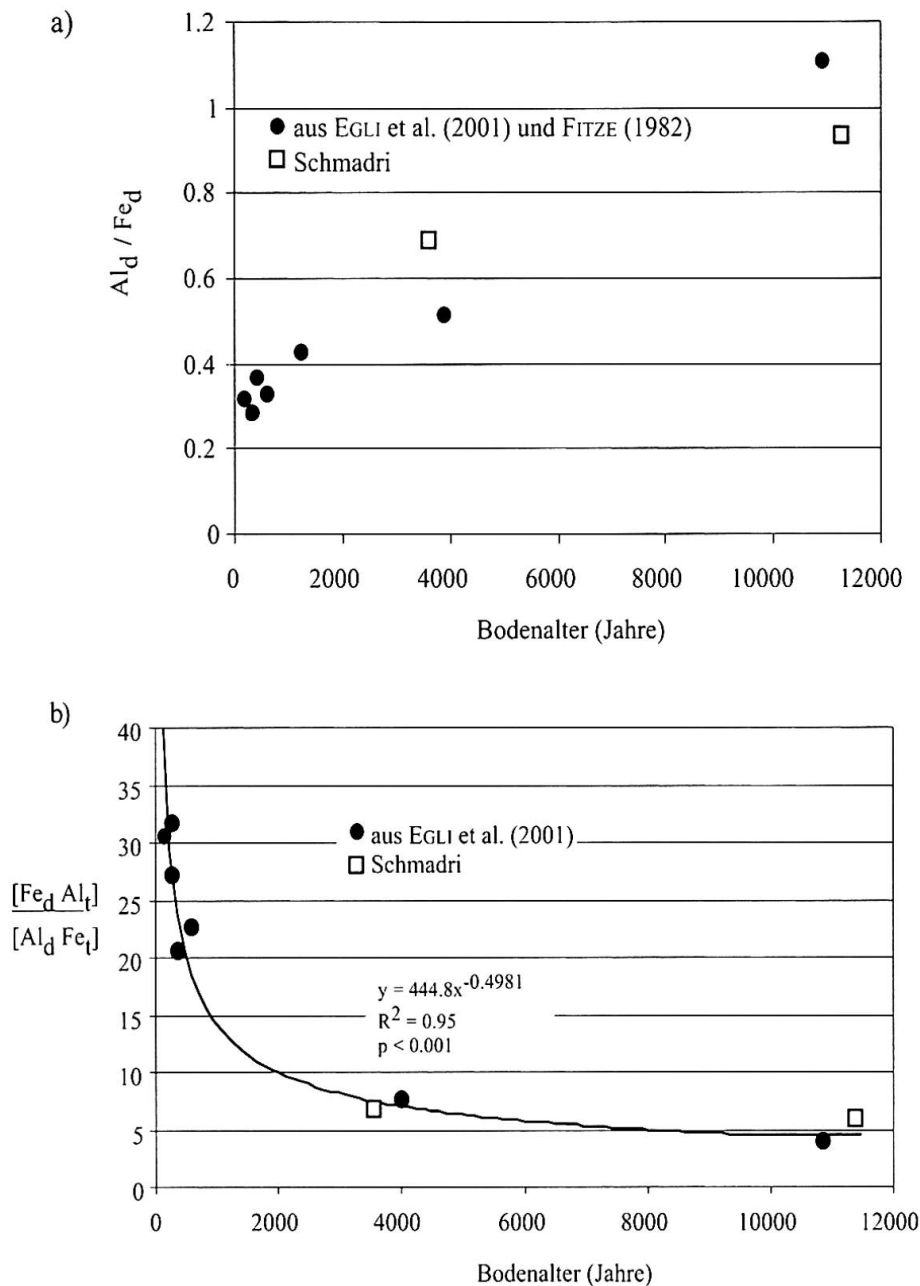 a)
1.2
1
0.8
0.6
0.4
0.2
0
Al_d / Fe_d
● aus EGLI et al. (2001) und FITZE (1982)
□ Schmadri
0 2000 4000 6000 8000 10000 12000
Bodenalter (Jahre)
b)
40
35
30
25
20
15
10
5
0
[Fe_d Al_t]
[Al_d Fe_t]
● aus EGLI et al. (2001)
□ Schmadri
y = 444.8x^-0.4981
R^2 = 0.95
p < 0.001
0 2000 4000 6000 8000 10000 12000
Bodenalter (Jahre)